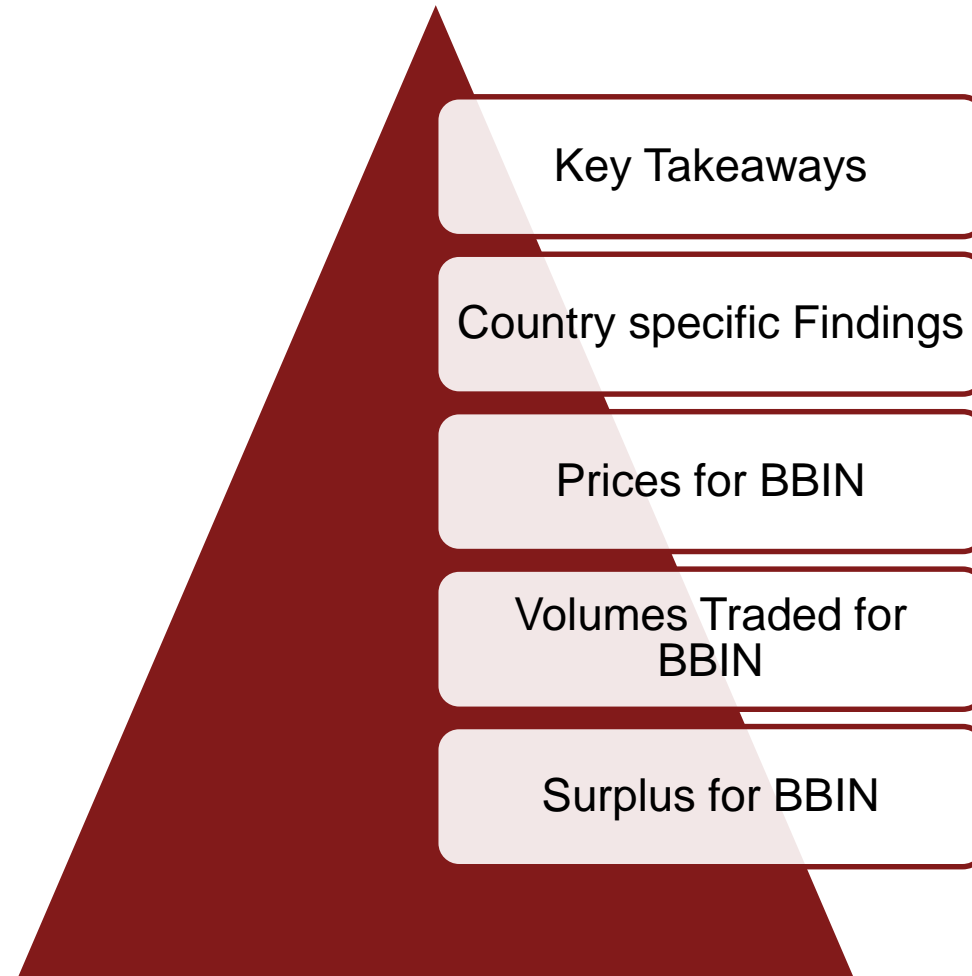 Key Takeaways
Country specific Findings
Prices for BBIN
Volumes Traded for
BBIN
Surplus for BBIN